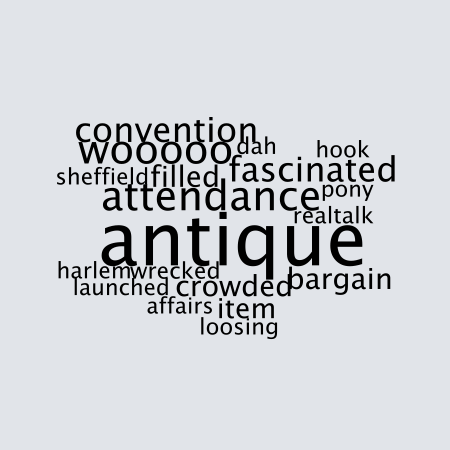 convention
wooooo dah hook
sheffield filled fascinated
attendance pony
realtalk
antique
harlem wrecked
launched crowded bargain
affairs item
loosing